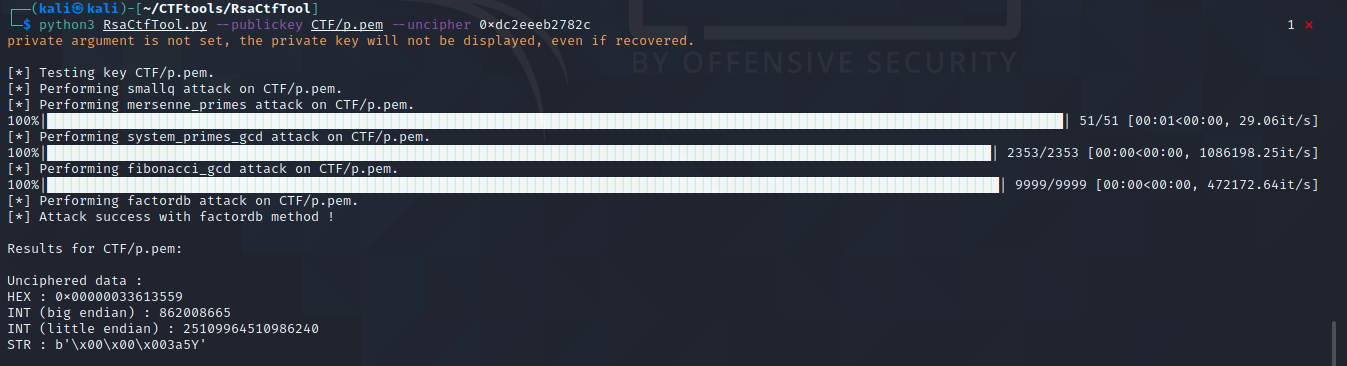 ┌──(kali㉿kali)-[~/CTFtools/RsaCtfTool]
└─$ python3 RsaCtfTool.py --publickey CTF/p.pem --uncipher 0×dc2eeeb2782c 1 ⨯
private argument is not set, the private key will not be displayed, even if recovered.
BY OFFENSIVE SECURITY
[*] Testing key CTF/p.pem.
[*] Performing smallq attack on CTF/p.pem.
[*] Performing mersenne_primes attack on CTF/p.pem.
100%| | 51/51 [00:01<00:00, 29.06it/s]
[*] Performing system_primes_gcd attack on CTF/p.pem.
100%| | 2353/2353 [00:00<00:00, 1086198.25it/s]
[*] Performing fibonacci_gcd attack on CTF/p.pem.
100%| | 9999/9999 [00:00<00:00, 472172.64it/s]
[*] Performing factordb attack on CTF/p.pem.
[*] Attack success with factordb method !
Results for CTF/p.pem:
Unciphered data :
HEX : 0×00000033613559
INT (big endian) : 862008665
INT (little endian) : 25109964510986240
STR : b'\x00\x00\x003a5Y'